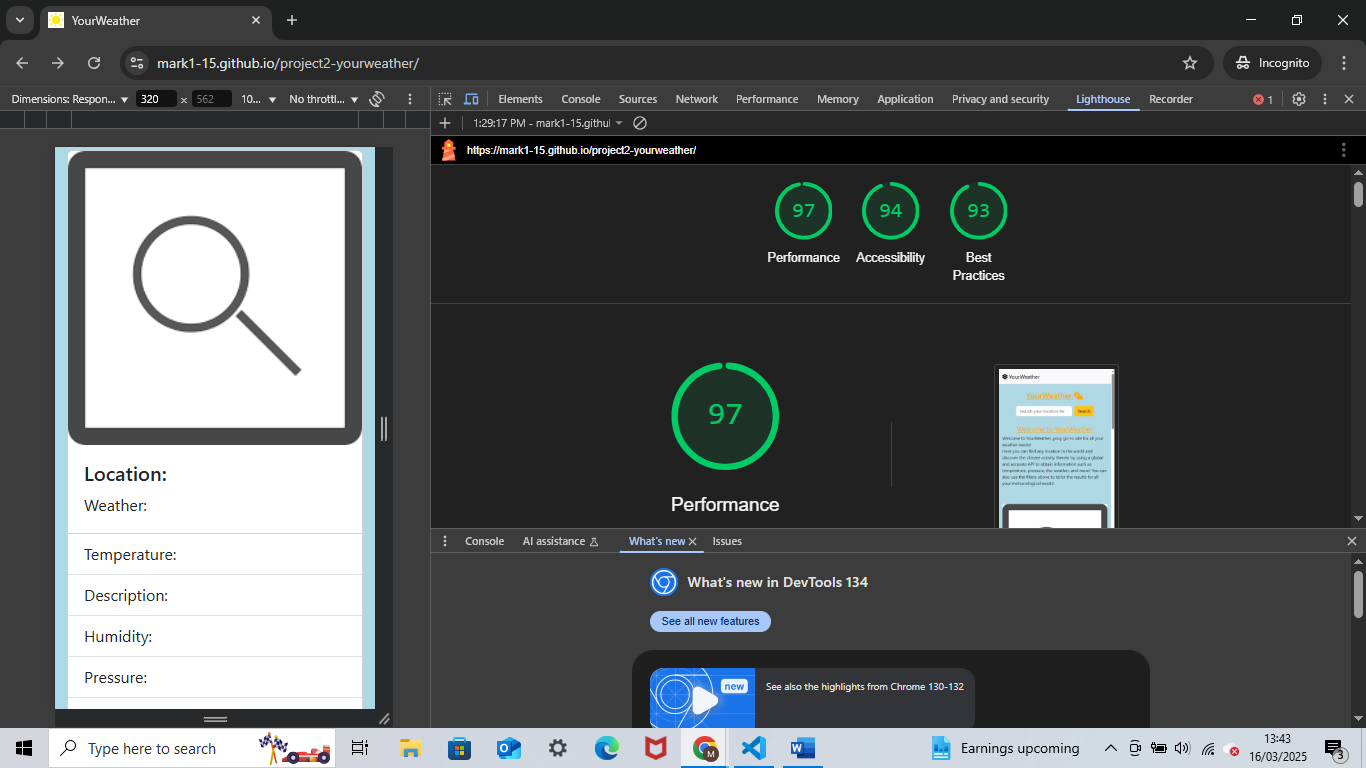 YourWeather
mark1-15.github.io/project2-yourweather/
Incognito
Dimensions: Respon...
320
×
562
10...
No throttl...
Elements
Console
Sources
Network
Performance
Memory
Application
Privacy and security
Lighthouse
Recorder
1
1:29:17 PM - mark1-15.githul
https://mark1-15.github.io/project2-yourweather/
97
94
93
Performance
Accessibility
Best
Practices
97
Performance
YourWeather
YourWeather
Search your location he
Search
Welcome to YourWeather
Location:
Weather:
Temperature:
Description:
Humidity:
Pressure:
Console
AI assistance
What's new
Issues
What's new in DevTools 134
See all new features
new
See also the highlights from Chrome 130-132
Type here to search
M
W
Earnings upcoming
13:43
16/03/2025
3